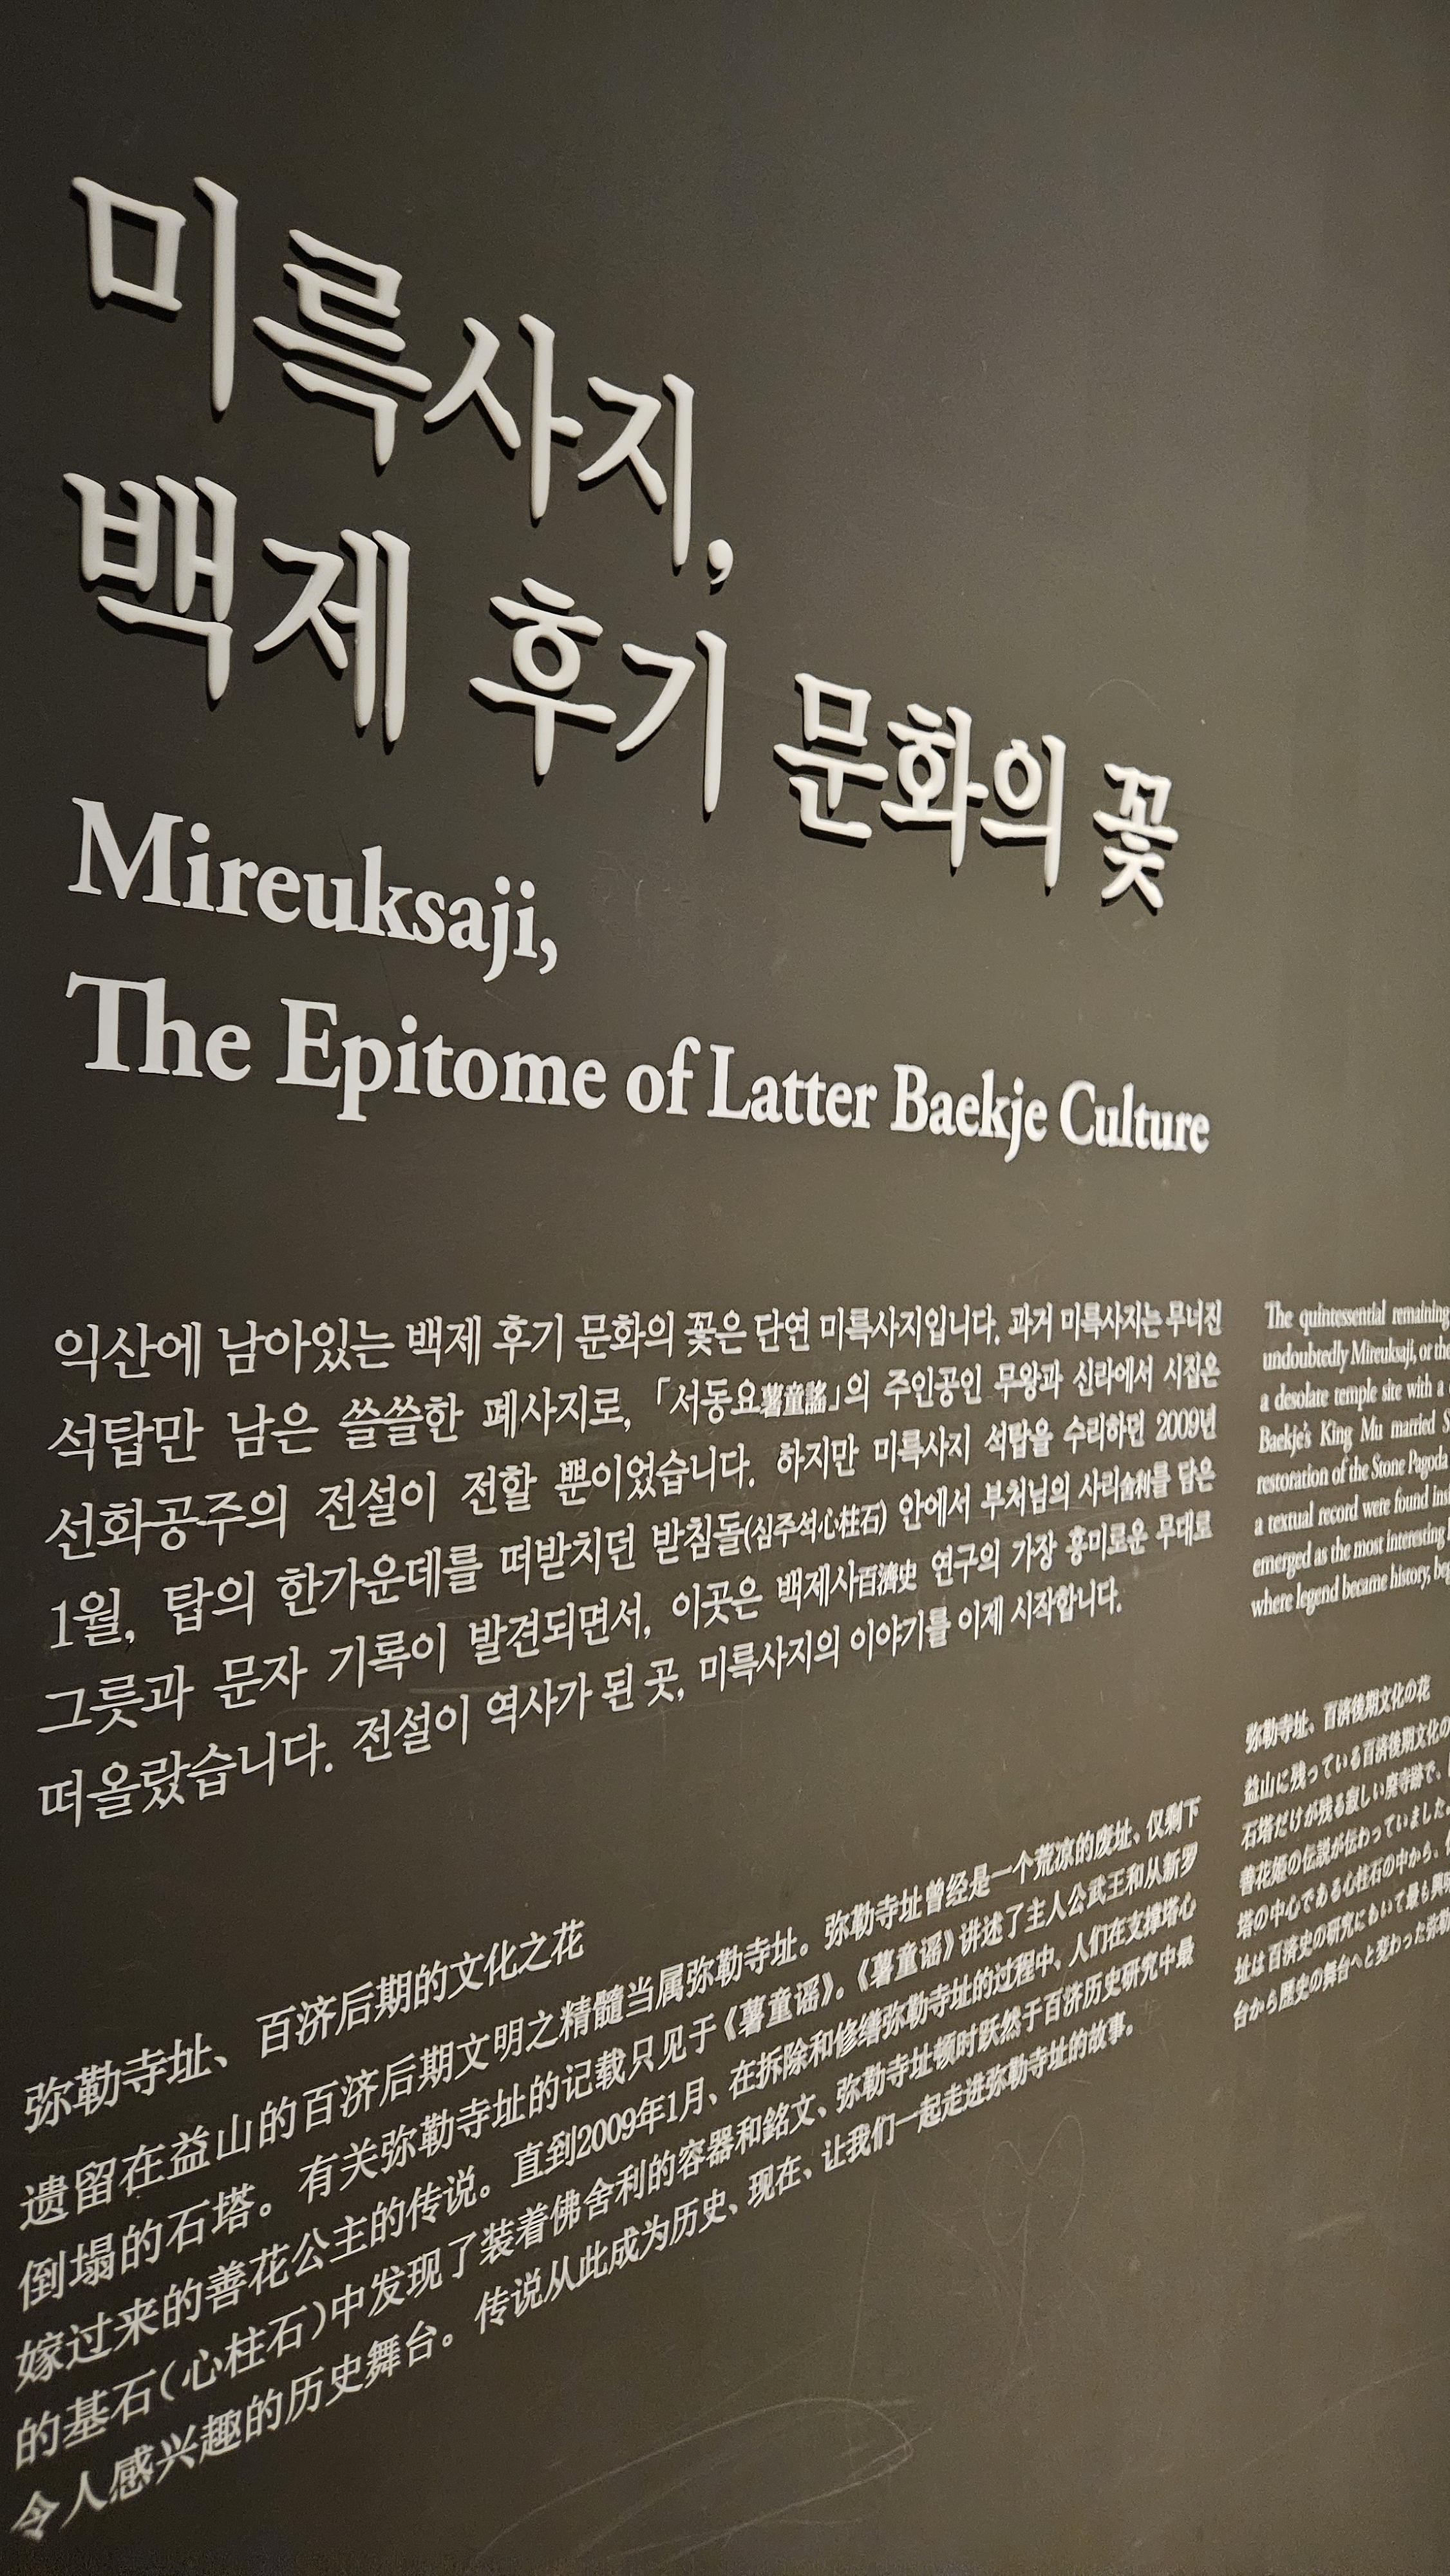 미륵사지,
백제 후기 문화의 꽃
Mireuksaji,
The Epitome of Latter Baekje Culture
익산에 남아있는 백제 후기 문화의 꽃은 단연 미륵사지입니다. 과거 미륵사지는 무너진
석탑만 남은 쓸쓸한 폐사지로, 「서동요薯童謠」의 주인공인 무왕과 신라에서 시집온
선화공주의 전설이 전할 뿐이었습니다. 하지만 미륵사지 석탑을 수리하던 2009년
1월, 탑의 한가운데를 떠받치던 받침돌(심주석心柱石) 안에서 부처님의 사리舍利를 담은
그릇과 문자 기록이 발견되면서, 이곳은 백제사百濟史 연구의 가장 흥미로운 무대로
떠올랐습니다. 전설이 역사가 된 곳, 미륵사지의 이야기를 이제 시작합니다.
The quintessential remaining
undoubtedly Mireuksaji, or the
a desolate temple site with a
Baekje's King Mu married
restoration of the Stone Pagoda
a textual record were found
emerged as the most interesting
where legend became history,
弥勒寺址、百济后期的文化之花
遗留在益山的百济后期文明之精髓当属弥勒寺址。弥勒寺址曾经是一个荒凉的废址、仅剩下
倒塌的石塔。有关弥勒寺址的记载只见于《薯童谣》。《薯童谣》讲述了主人公武王和从新罗
嫁过来的善花公主的传说。直到2009年1月、在拆除和修缮弥勒寺址的过程中、人们在支撑塔心
的基石(心柱石)中发现了装着佛舍利的容器和銘文、弥勒寺址顿时跃然于百济历史研究中最
令人感兴趣的历史舞台。传说从此成为历史、现在、让我们一起走进弥勒寺址的故事。
弥勒寺址、百済後期文化の花
益山に残っている百済後期文化の
石塔だけが残る寂しい廃寺跡で、
善花姫の伝説が伝わっていました。
塔の中心である心柱石の中から、
址は百済史の研究において最も興味
台から歴史の舞台へと変わった弥勒